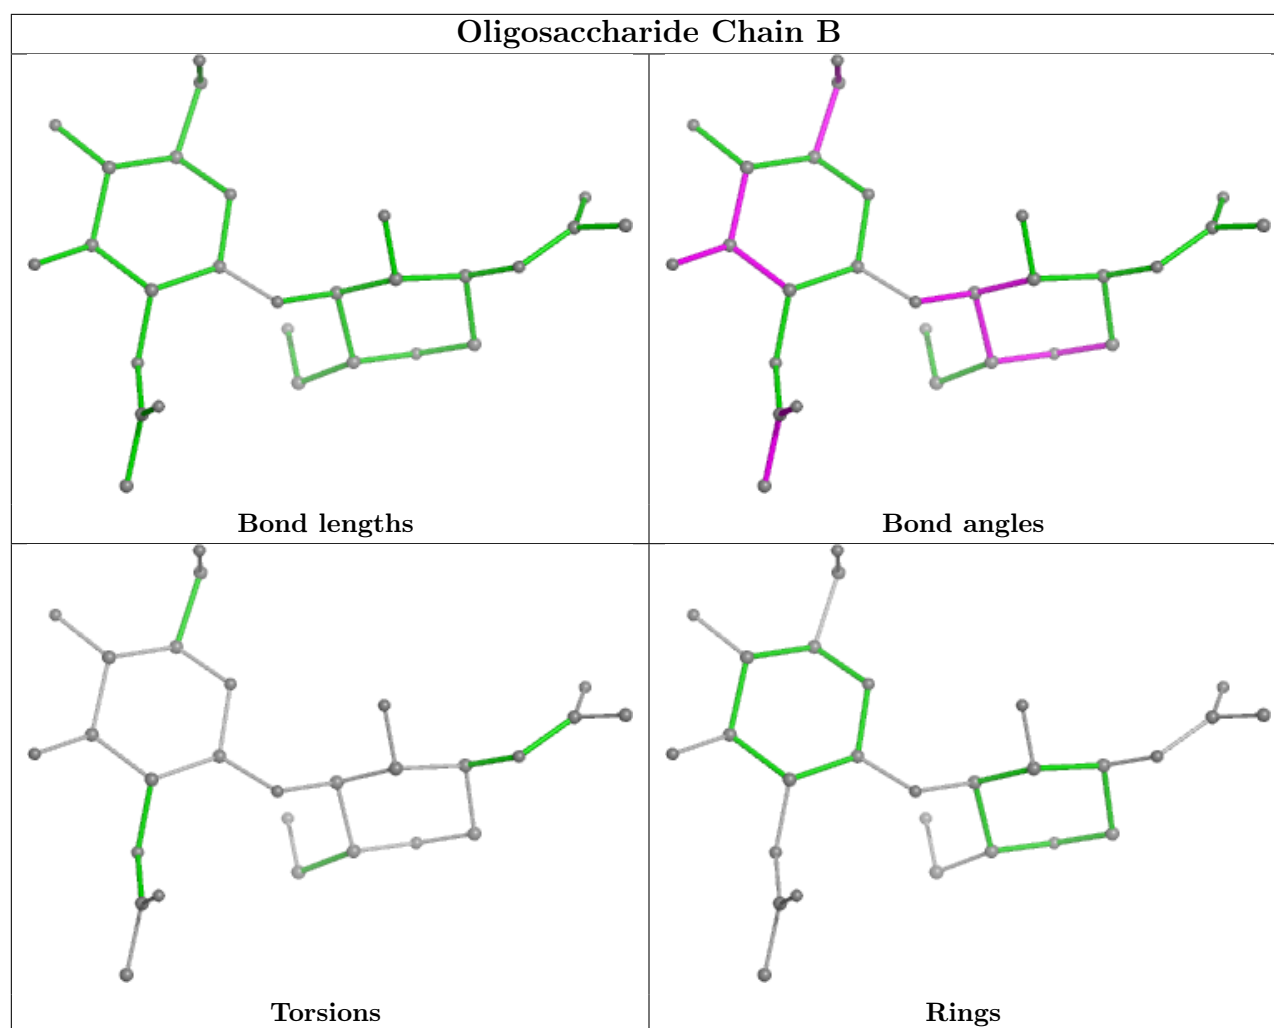 Oligosaccharide Chain B
Bond lengths
Bond angles
Torsions
Rings